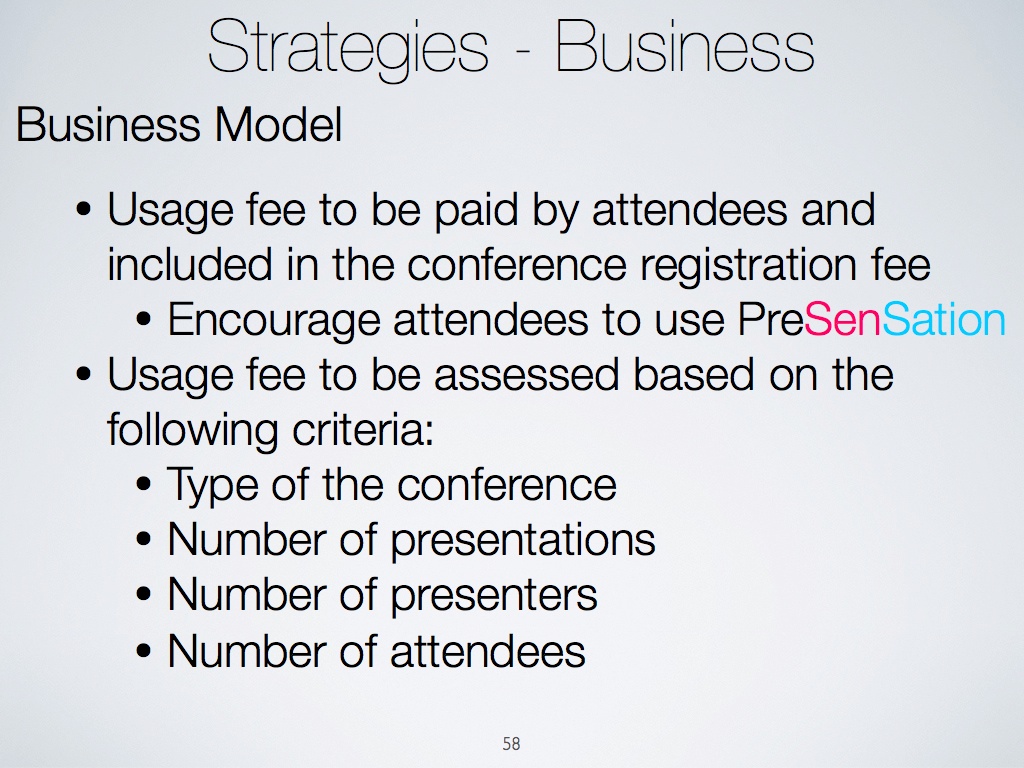 Strategies - Business
Business Model
• Usage fee to be paid by attendees and
included in the conference registration fee
• Encourage attendees to use PreSenSation
• Usage fee to be assessed based on the
following criteria:
• Type of the conference
• Number of presentations
• Number of presenters
• Number of attendees
58